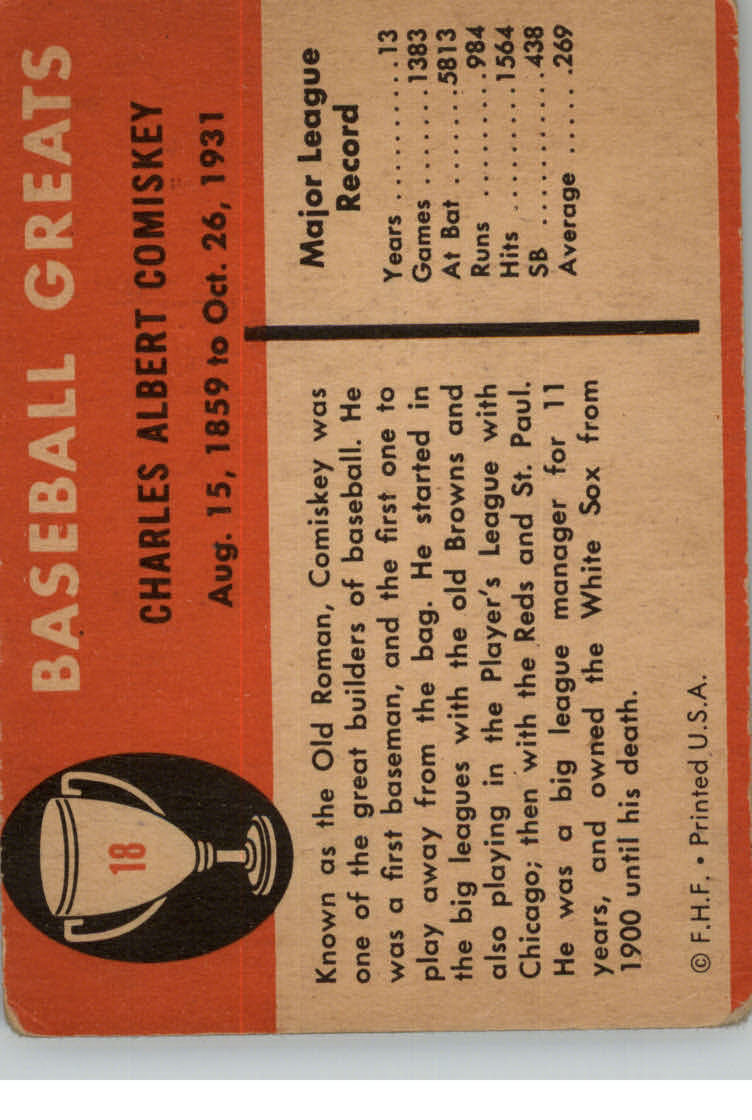 18
BASEBALL GREATS
CHARLES ALBERT COMISKEY
Aug. 15, 1859 to Oct. 26, 1931
Known as the Old Roman, Comiskey was
one of the great builders of baseball. He
was a first baseman, and the first one to
play away from the bag. He started in
the big leagues with the old Browns and
also playing in the Player's League with
Chicago; then with the Reds and St. Paul.
He was a big league manager for 11
years, and owned the White Sox from
1900 until his death.
© F.H.F. • Printed U.S.A.
Major League
Record
Years ..........13
Games ........1383
At Bat ........5813
Runs ..........984
Hits ..........1564
SB ............438
Average ......269